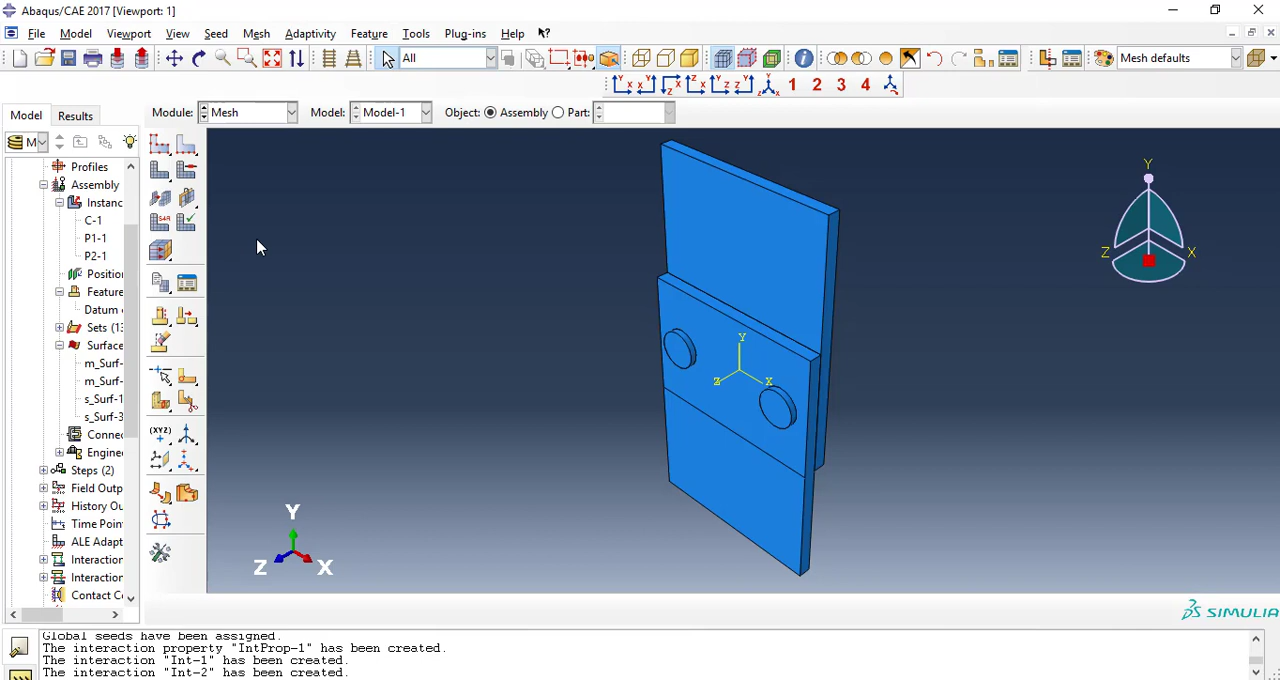 Abaqus/CAE 2017 [Viewport: 1]
File Model Viewport View Seed Mesh Adaptivity Feature Tools Plug-ins Help
All
Mesh defaults
1 2 3 4
Model Results
Module: Mesh Model: Model-1 Object: Assembly Part:
M
Profiles
Assembly
Instanc
C-1
P1-1
P2-1
Position
Feature
Datum
Sets (13
Surface
m_Surf-
m_Surf-
s_Surf-1
s_Surf-3
Connec
Engine
Steps (2)
Field Outp
History Ou
Time Point
ALE Adapt
Interaction
Interaction
Contact Co
S4R
(XYZ)
Y
Z X
Y
Z X
Y
Z X
SIMULIA
Global seeds have been assigned.
The interaction property "IntProp-1" has been created.
The interaction "Int-1" has been created.
The interaction "Int-2" has been created.